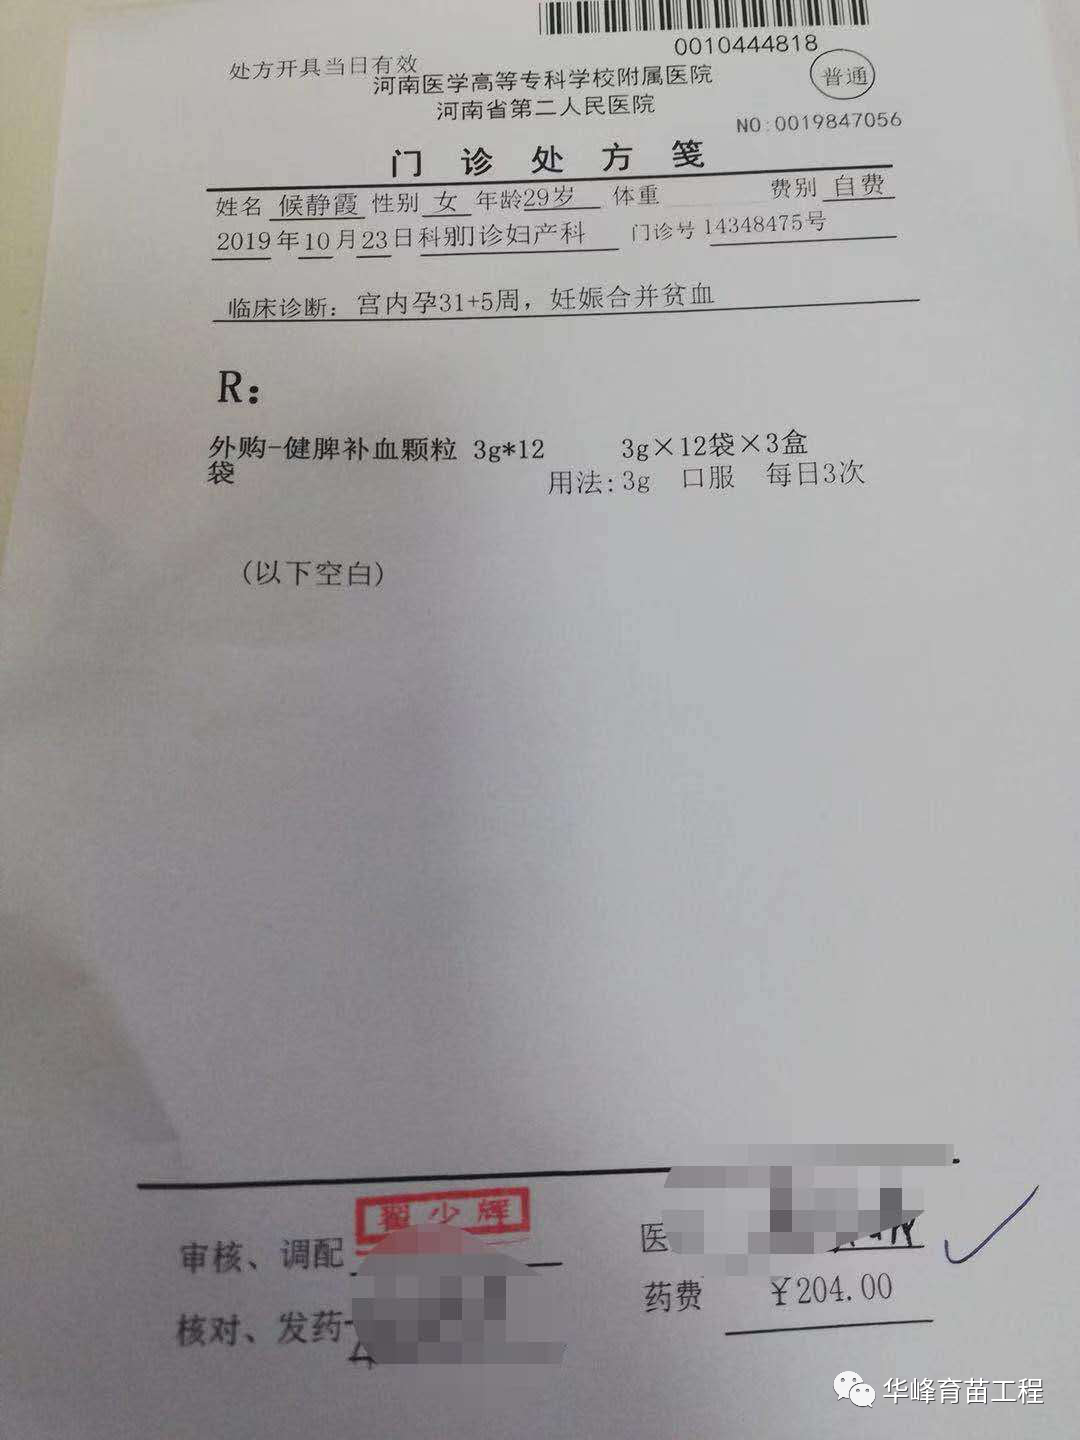 0010444818
处方开具当日有效
河南医学高等专科学校附属医院
普通
河南省第二人民医院
NO:0019847056
门诊处方笺
姓名 候静霞 性别 女 年龄29岁 体重 费别 自费
2019年10月23日科别门诊妇产科 门诊号 14348475号
临床诊断: 宫内孕31+5周, 妊娠合并贫血
R:
外购-健脾补血颗粒 3g*12袋 3g×12袋×3盒
用法:3g 口服 每日3次
(以下空白)
翟少辉
审核、调配 医
核对、发药 药费 ¥204.00
华峰育苗工程